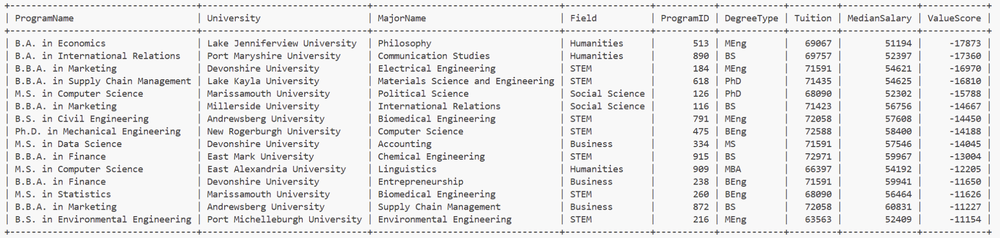 +------------------------------------+-------------------------------+------------------------------------+----------------+-----------+------------+---------+--------------+------------+
| ProgramName                        | University                    | MajorName                          | Field          | ProgramID | DegreeType | Tuition | MedianSalary | ValueScore |
+------------------------------------+-------------------------------+------------------------------------+----------------+-----------+------------+---------+--------------+------------+
| B.A. in Economics                  | Lake Jenniferview University  | Philosophy                         | Humanities     |       513 | MEng       |   69067 |        51194 |     -17873 |
| B.A. in International Relations    | Port Maryshire University     | Communication Studies              | Humanities     |       890 | BS         |   69757 |        52397 |     -17360 |
| B.B.A. in Marketing                | Devonshire University         | Electrical Engineering             | STEM           |       184 | MEng       |   71591 |        54621 |     -16970 |
| B.B.A. in Supply Chain Management  | Lake Kayla University         | Materials Science and Engineering  | STEM           |       618 | PhD        |   71435 |        54625 |     -16810 |
| M.S. in Computer Science           | Marissamouth University       | Political Science                  | Social Science |       126 | PhD        |   68090 |        52302 |     -15788 |
| B.B.A. in Marketing                | Millerside University         | International Relations            | Social Science |       116 | BS         |   71423 |        56756 |     -14667 |
| B.S. in Civil Engineering          | Andrewsberg University        | Biomedical Engineering             | STEM           |       791 | MEng       |   72058 |        57608 |     -14450 |
| Ph.D. in Mechanical Engineering    | New Rogerburgh University     | Computer Science                   | STEM           |       475 | BEng       |   72588 |        58400 |     -14188 |
| M.S. in Data Science               | Devonshire University         | Accounting                         | Business       |       334 | MS         |   71591 |        57546 |     -14045 |
| B.B.A. in Finance                  | East Mark University          | Chemical Engineering               | STEM           |       915 | BS         |   72971 |        59967 |     -13004 |
| M.S. in Computer Science           | East Alexandria University    | Linguistics                        | Humanities     |       909 | MBA        |   66397 |        54192 |     -12205 |
| B.B.A. in Finance                  | Devonshire University         | Entrepreneurship                   | Business       |       238 | BEng       |   71591 |        59941 |     -11650 |
| M.S. in Statistics                 | Marissamouth University       | Biomedical Engineering             | STEM           |       260 | BEng       |   68090 |        56464 |     -11626 |
| B.B.A. in Marketing                | Andrewsberg University        | Supply Chain Management            | Business       |       872 | BS         |   72058 |        60831 |     -11227 |
| B.S. in Environmental Engineering  | Port Michelleburgh University | Environmental Engineering          | STEM           |       216 | MEng       |   63563 |        52409 |     -11154 |
+------------------------------------+-------------------------------+------------------------------------+----------------+-----------+------------+---------+--------------+------------+